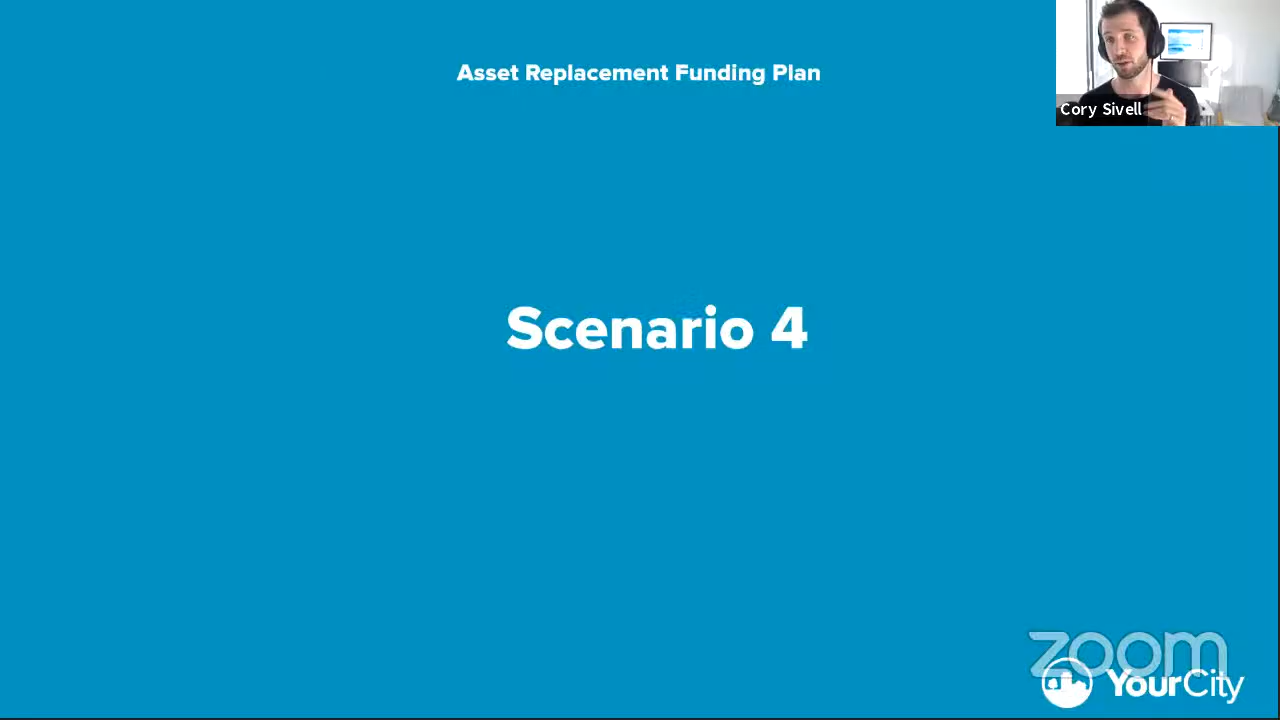 Asset Replacement Funding Plan
Cory Sivell
Scenario 4
zoom
YourCity